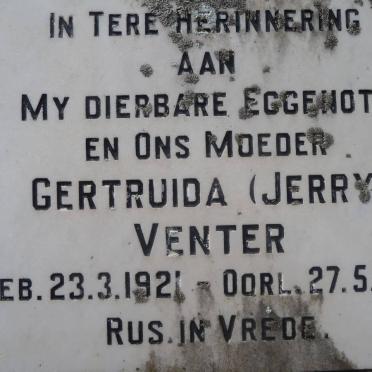 IN TERE HERINNERING
AAN
MY DIERBARE EGGENOT
EN ONS MOEDER
GERTRUIDA (JERRY
VENTER
EB. 23.3.1921 - OORL. 27.5.
RUS IN VREDE.